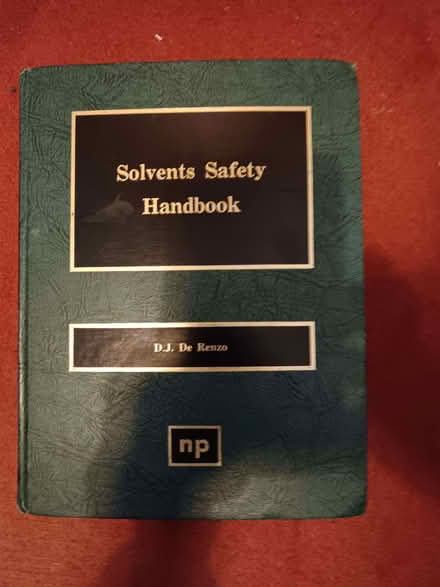 Solvents Safety
Handbook
D.J. De Renzo
np